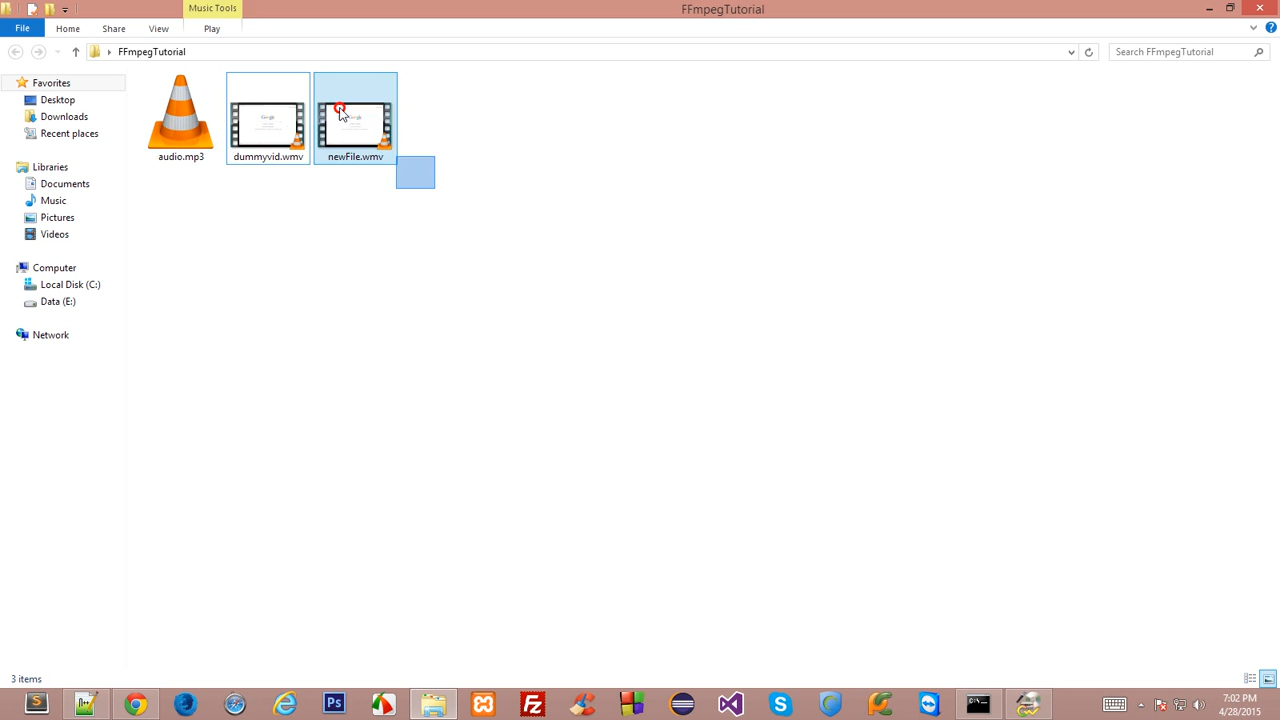 Music Tools
FFmpegTutorial
File
Home
Share
View
Play
FFmpegTutorial
Search FFmpegTutorial
Favorites
Desktop
Downloads
Recent places
Libraries
Documents
Music
Pictures
Videos
Computer
Local Disk (C:)
Data (E:)
Network
audio.mp3
dummyvid.wmv
newFile.wmv
3 items
7:02 PM
4/28/2015